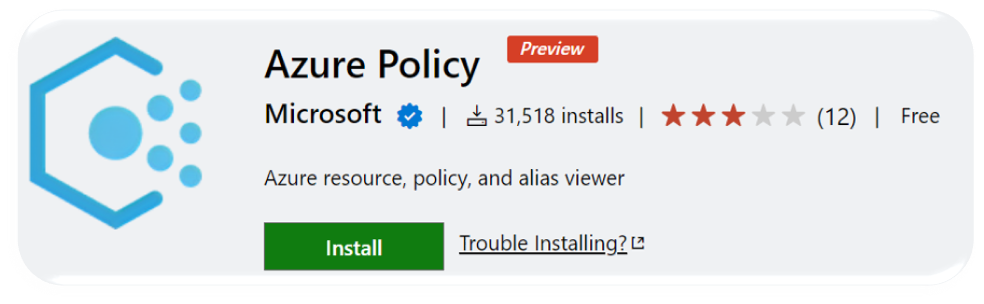 Azure Policy Preview
Microsoft | 31,518 installs | (12) | Free
Azure resource, policy, and alias viewer
Install Trouble Installing?